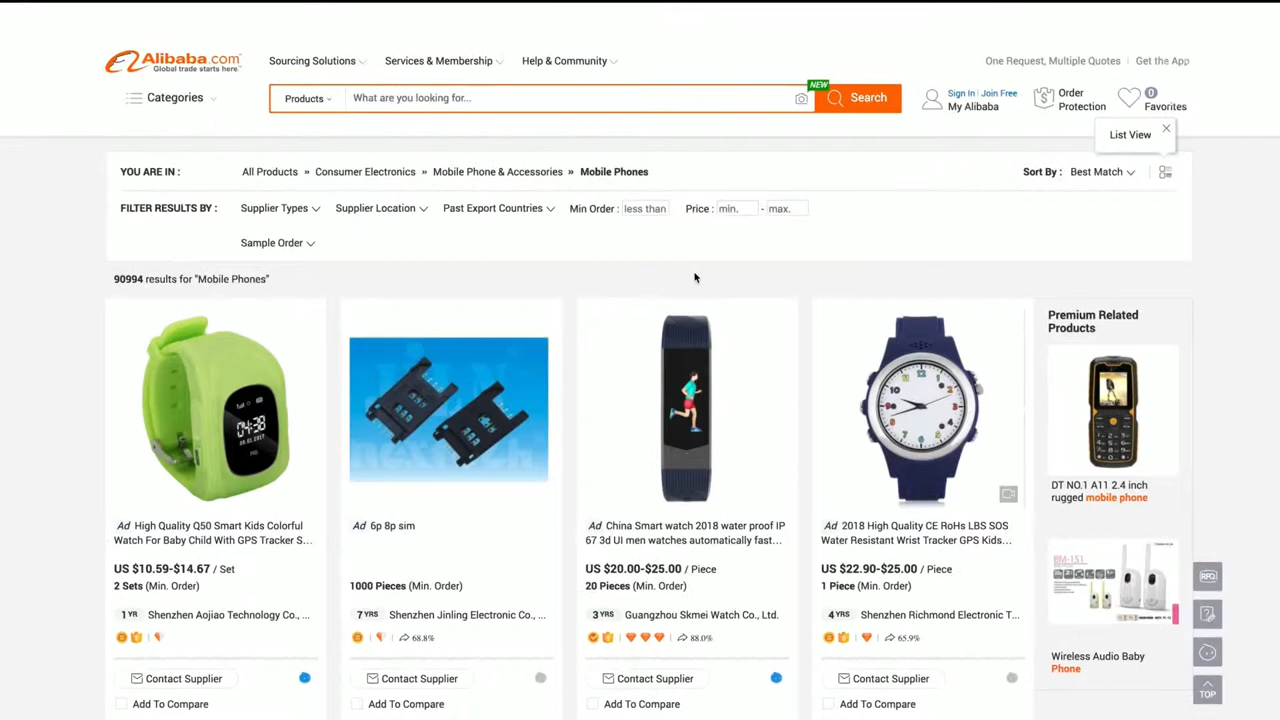 Alibaba.com
Global trade starts here.™
Sourcing Solutions
Services & Membership
Help & Community
One Request, Multiple Quotes
Get the App
Categories
Products
What are you looking for...
NEW
Search
Sign In
Join Free
My Alibaba
Order
Protection
0
Favorites
List View
YOU ARE IN :
All Products » Consumer Electronics » Mobile Phone & Accessories » Mobile Phones
Sort By : Best Match
FILTER RESULTS BY :
Supplier Types
Supplier Location
Past Export Countries
Min Order : less than
Price : min. - max.
Sample Order
90994 results for "Mobile Phones"
04:38
Ad High Quality Q50 Smart Kids Colorful
Watch For Baby Child With GPS Tracker S...
US $10.59-$14.67 / Set
2 Sets (Min. Order)
1 YR Shenzhen Aojiao Technology Co., ...
Contact Supplier
Add To Compare
Ad 6p 8p sim
1000 Pieces (Min. Order)
7 YRS Shenzhen Jinling Electronic Co., ...
68.8%
Contact Supplier
Add To Compare
Ad China Smart watch 2018 water proof IP
67 3d UI men watches automatically fast...
US $20.00-$25.00 / Piece
20 Pieces (Min. Order)
3 YRS Guangzhou Skmei Watch Co., Ltd.
88.0%
Contact Supplier
Add To Compare
Ad 2018 High Quality CE RoHs LBS SOS
Water Resistant Wrist Tracker GPS Kids...
US $22.90-$25.00 / Piece
1 Piece (Min. Order)
4 YRS Shenzhen Richmond Electronic T...
65.9%
Contact Supplier
Add To Compare
Premium Related
Products
DT NO.1 A11 2.4 inch
rugged mobile phone
BM-151
Wireless Audio Baby
Phone
RFQ
TOP